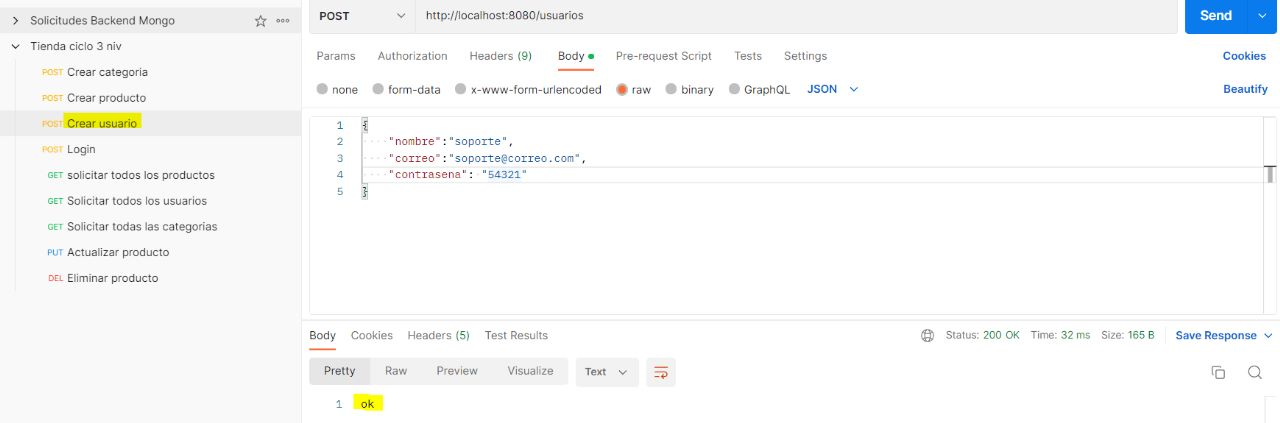 Solicitudes Backend Mongo
Tienda ciclo 3 niv
POST Crear categoria
POST Crear producto
POST Crear usuario
POST Login
GET solicitar todos los productos
GET Solicitar todos los usuarios
GET Solicitar todas las categorias
PUT Actualizar producto
DEL Eliminar producto
POST http://localhost:8080/usuarios Send
Params Authorization Headers (9) Body Pre-request Script Tests Settings Cookies
none form-data x-www-form-urlencoded raw binary GraphQL JSON Beautify
1 {
2 "nombre":"soporte",
3 "correo":"soporte@correo.com",
4 "contrasena": "54321"
5 }
Body Cookies Headers (5) Test Results Status: 200 OK Time: 32 ms Size: 165 B Save Response
Pretty Raw Preview Visualize Text
1 ok